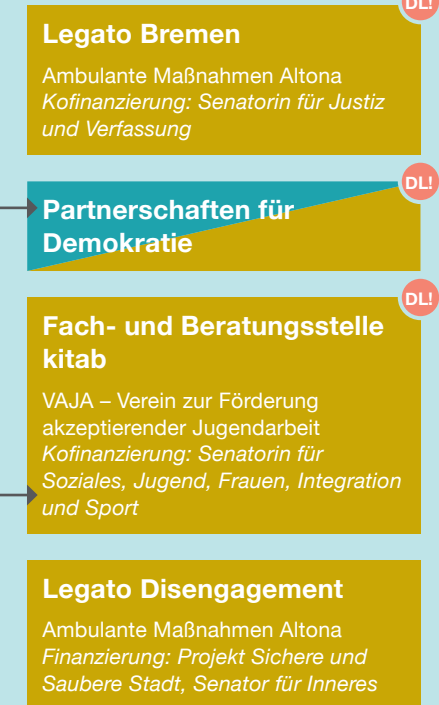 DL!
Legato Bremen
Ambulante Maßnahmen Altona
Kofinanzierung: Senatorin für Justiz
und Verfassung
DL!
Partnerschaften für
Demokratie
DL!
Fach- und Beratungsstelle
kitab
VAJA – Verein zur Förderung
akzeptierender Jugendarbeit
Kofinanzierung: Senatorin für
Soziales, Jugend, Frauen, Integration
und Sport
Legato Disengagement
Ambulante Maßnahmen Altona
Finanzierung: Projekt Sichere und
Saubere Stadt, Senator für Inneres